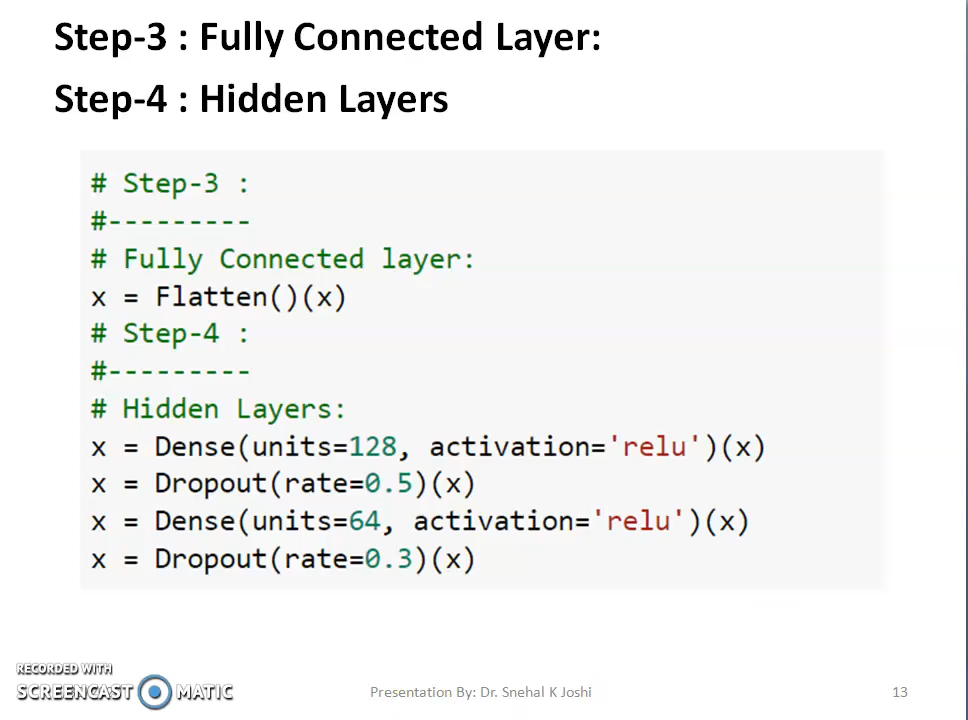 Step-3 : Fully Connected Layer:
Step-4 : Hidden Layers
# Step-3 :
#---------
# Fully Connected layer:
x = Flatten()(x)
# Step-4 :
#---------
# Hidden Layers:
x = Dense(units=128, activation='relu')(x)
x = Dropout(rate=0.5)(x)
x = Dense(units=64, activation='relu')(x)
x = Dropout(rate=0.3)(x)
RECORDED WITH
SCREENCAST MATIC
Presentation By: Dr. Snehal K Joshi
13